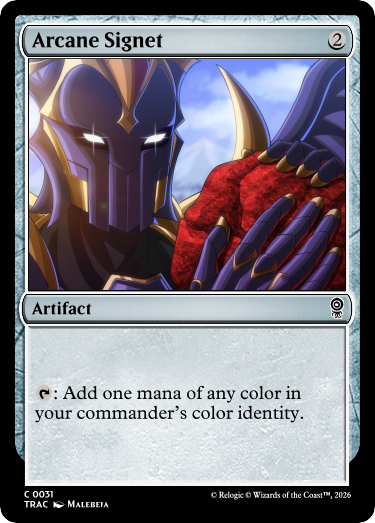 Arcane Signet 2
Artifact
: Add one mana of any color in
your commander's color identity.
C 0031
TRAC Malebeja
© Relogic © Wizards of the Coast™, 2026